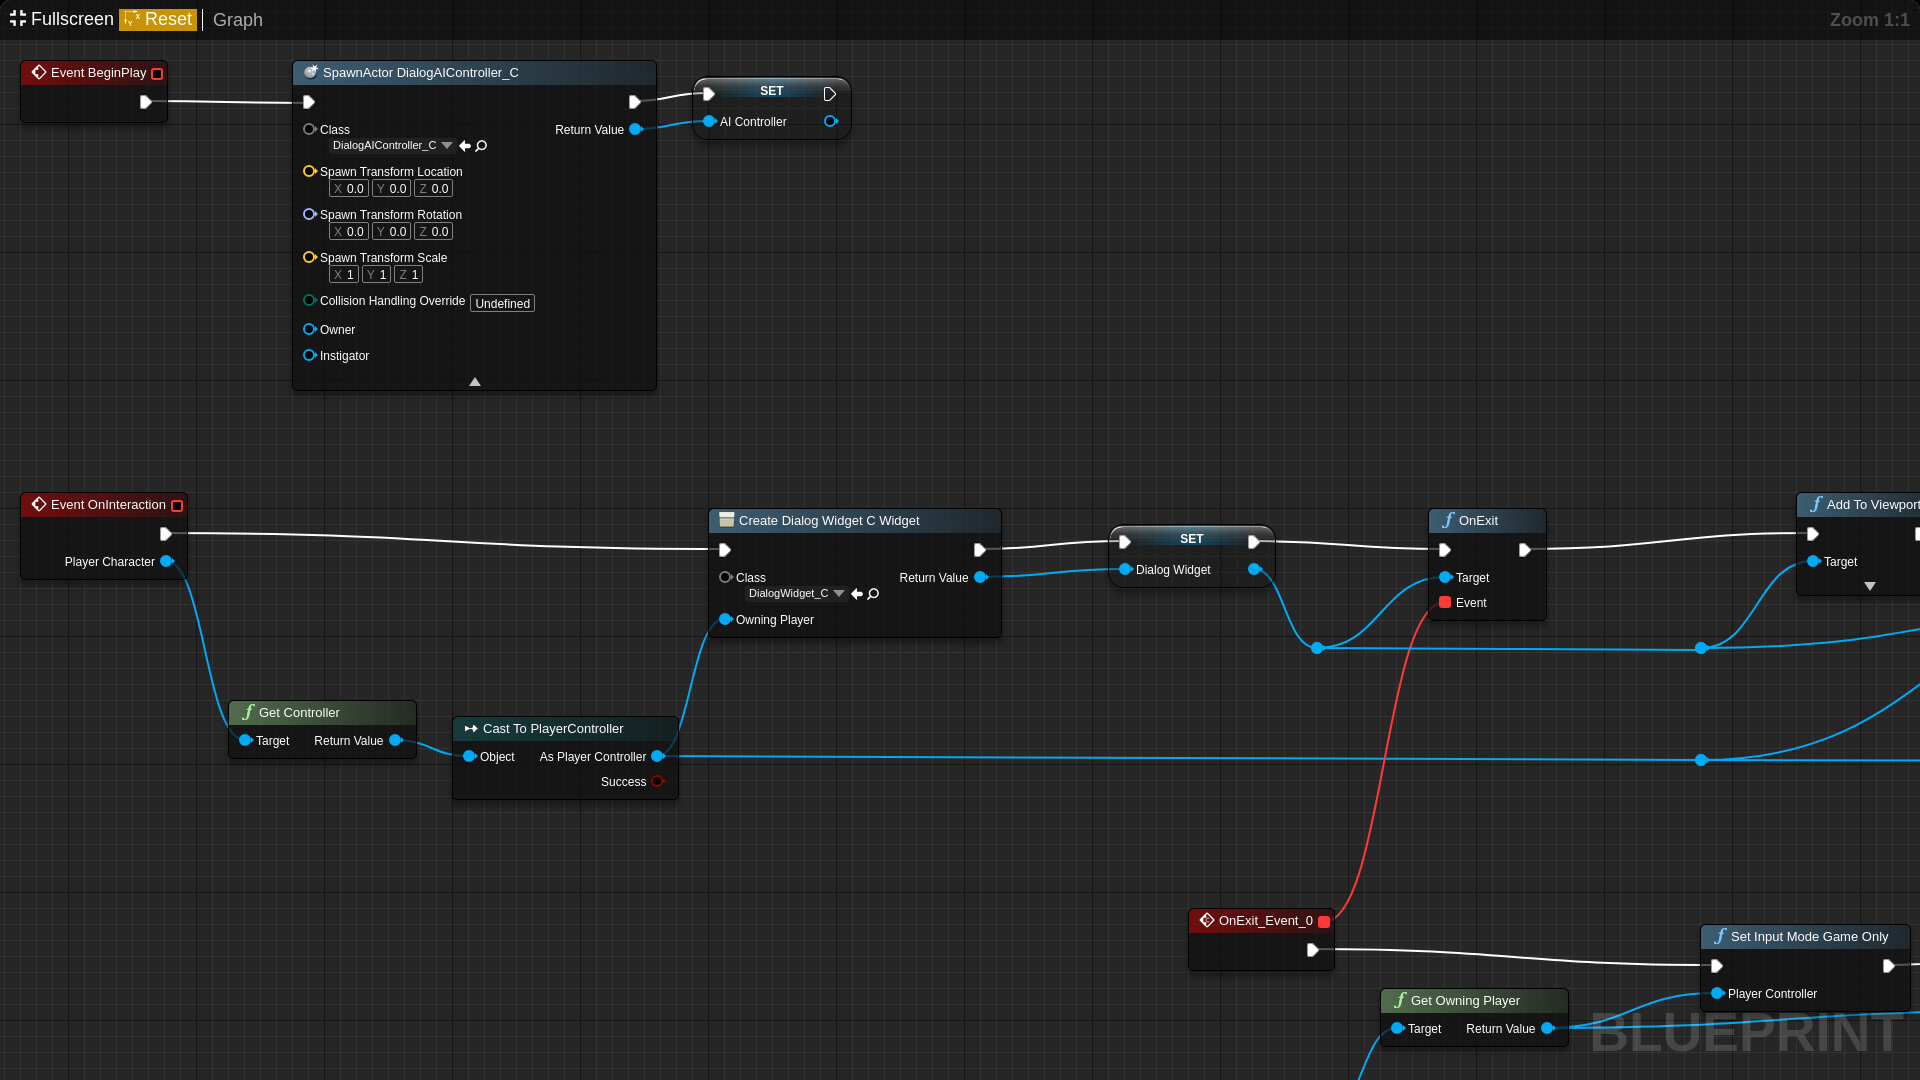 Fullscreen Reset Graph
Zoom 1:1
Event BeginPlay
SpawnActor DialogAIController_C
Class
DialogAIController_C
Return Value
Spawn Transform Location
X 0.0 Y 0.0 Z 0.0
Spawn Transform Rotation
X 0.0 Y 0.0 Z 0.0
Spawn Transform Scale
X 1 Y 1 Z 1
Collision Handling Override Undefined
Owner
Instigator
SET
AI Controller
Event OnInteraction
Player Character
Get Controller
Target Return Value
Cast To PlayerController
Object As Player Controller
Success
Create Dialog Widget C Widget
Class Return Value
DialogWidget_C
Owning Player
SET
Dialog Widget
OnExit
Target
Event
Add To Viewport
Target
OnExit_Event_0
Get Owning Player
Target Return Value
Set Input Mode Game Only
Player Controller
BLUEPRINT